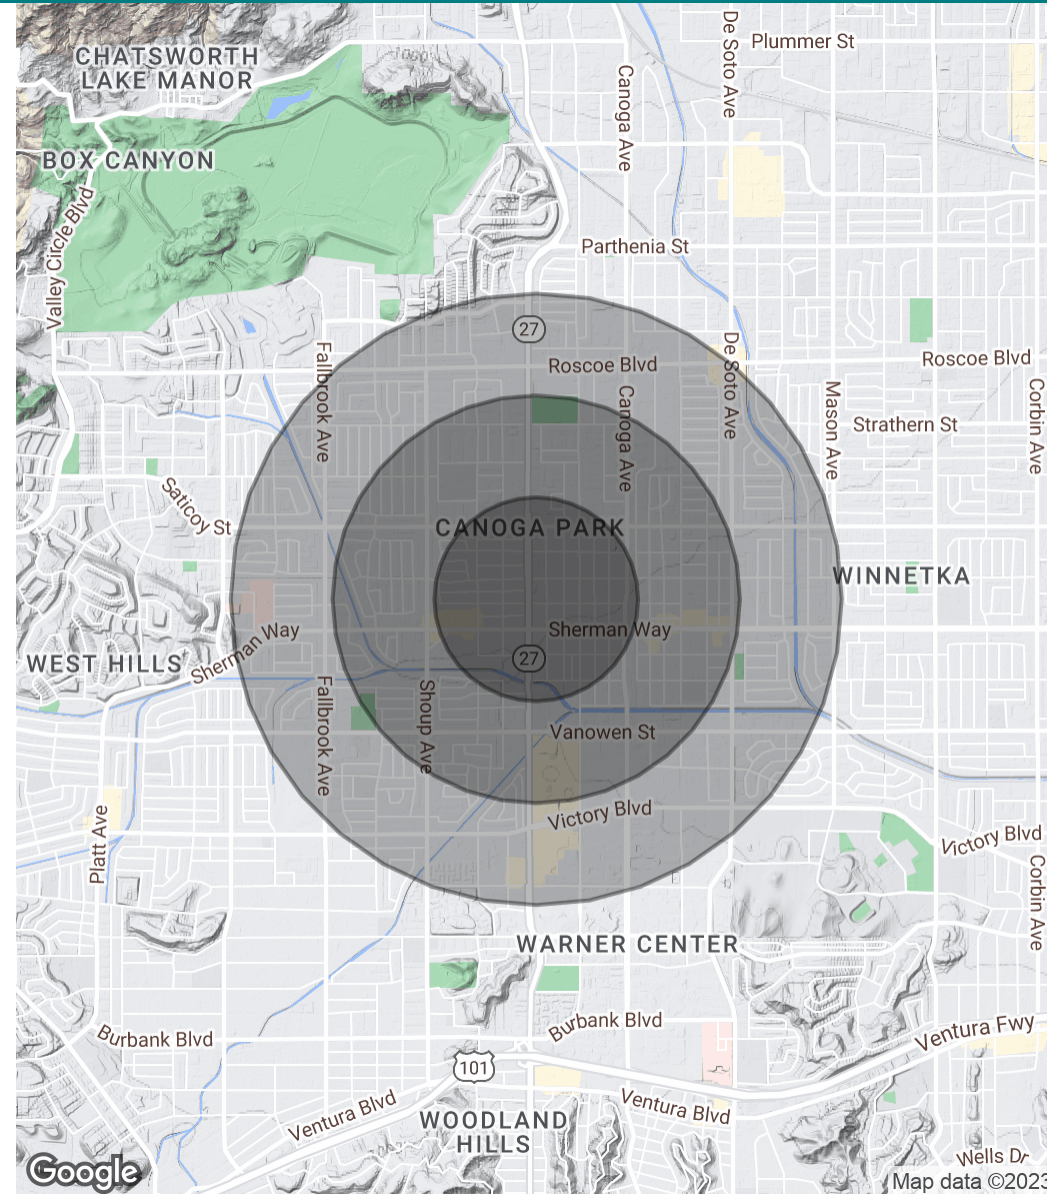 De Soto Ave
Plummer St
CHATSWORTH
LAKE MANOR
Canoga Ave
BOX CANYON
Valley Circle Blvd
Parthenia St
27
Roscoe Blvd
Roscoe Blvd
Fallbrook Ave
De Soto Ave
Canoga Ave
Mason Ave
Corbin Ave
Strathern St
Saticoy St
CANOGA PARK
WINNETKA
Sherman Way
Sherman Way
WEST HILLS
27
Fallbrook Ave
Shoup Ave
Vanowen St
Victory Blvd
Victory Blvd
Platt Ave
Corbin Ave
WARNER CENTER
Burbank Blvd
Burbank Blvd
Ventura Fwy
101
Ventura Blvd
Ventura Blvd
WOODLAND
HILLS
Wells Dr
Google
Map data ©2023